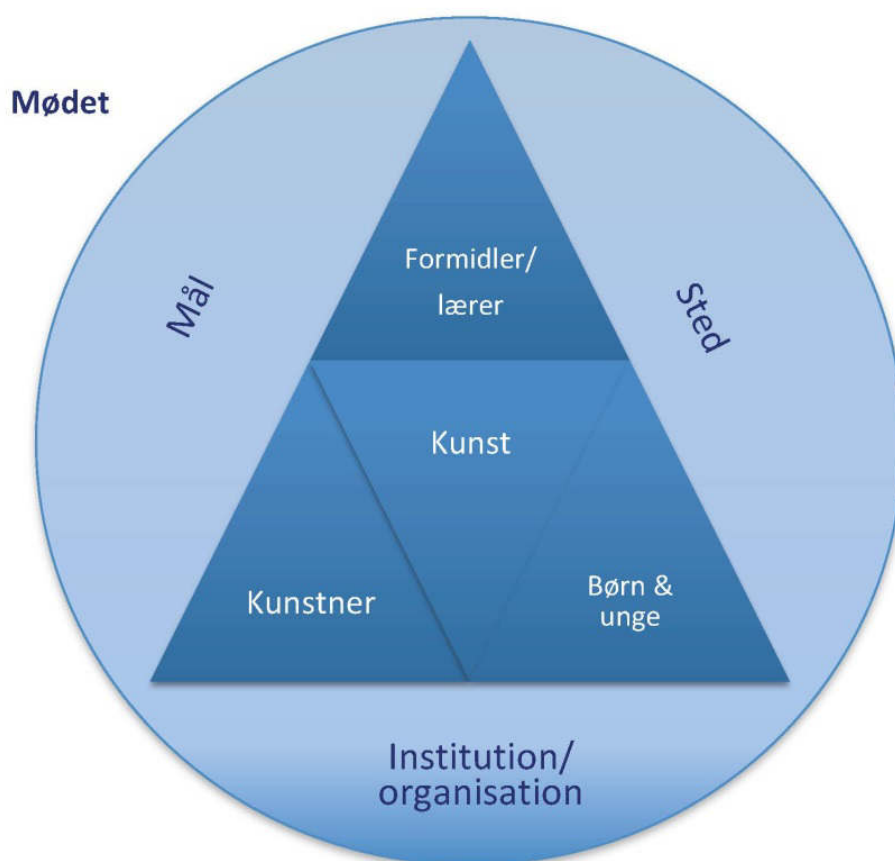 Mødet
Mål
Sted
Formidler/
lærer
Kunst
Kunstner
Børn &
unge
Institution/
organisation